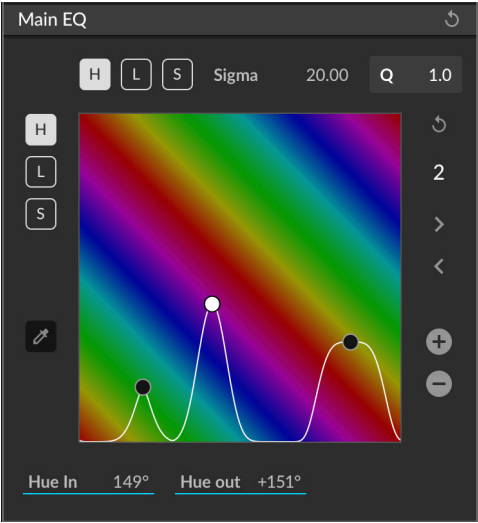 Main EQ
H L S Sigma 20.00 Q 1.0
H
L
S
2
Hue In 149° Hue out +151°